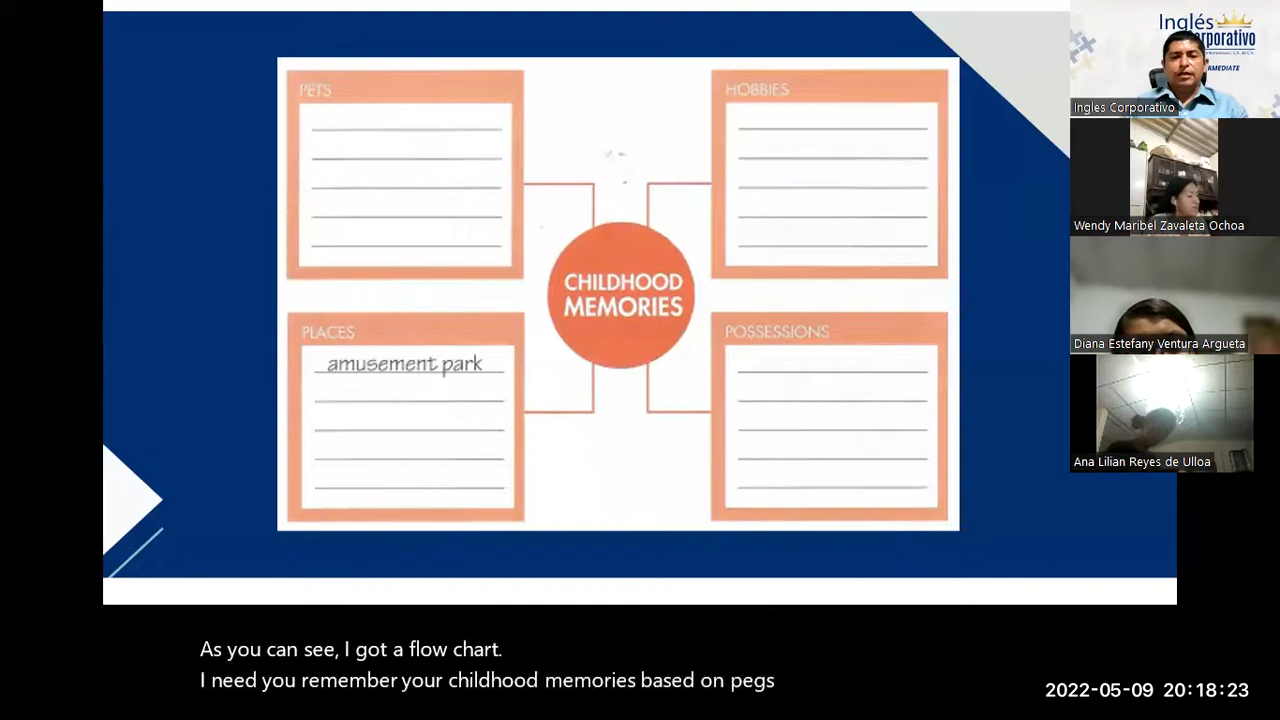 PETS
HOBBIES
CHILDHOOD
MEMORIES
PLACES
amusement park
POSSESSIONS
Inglés
Corporativo
RMEDIATE
Ingles Corporativo
Wendy Maribel Zavaleta Ochoa
Diana Estefany Ventura Argueta
Ana Lilian Reyes de Ulloa
As you can see, I got a flow chart.
I need you remember your childhood memories based on pegs
2022-05-09 20:18:23